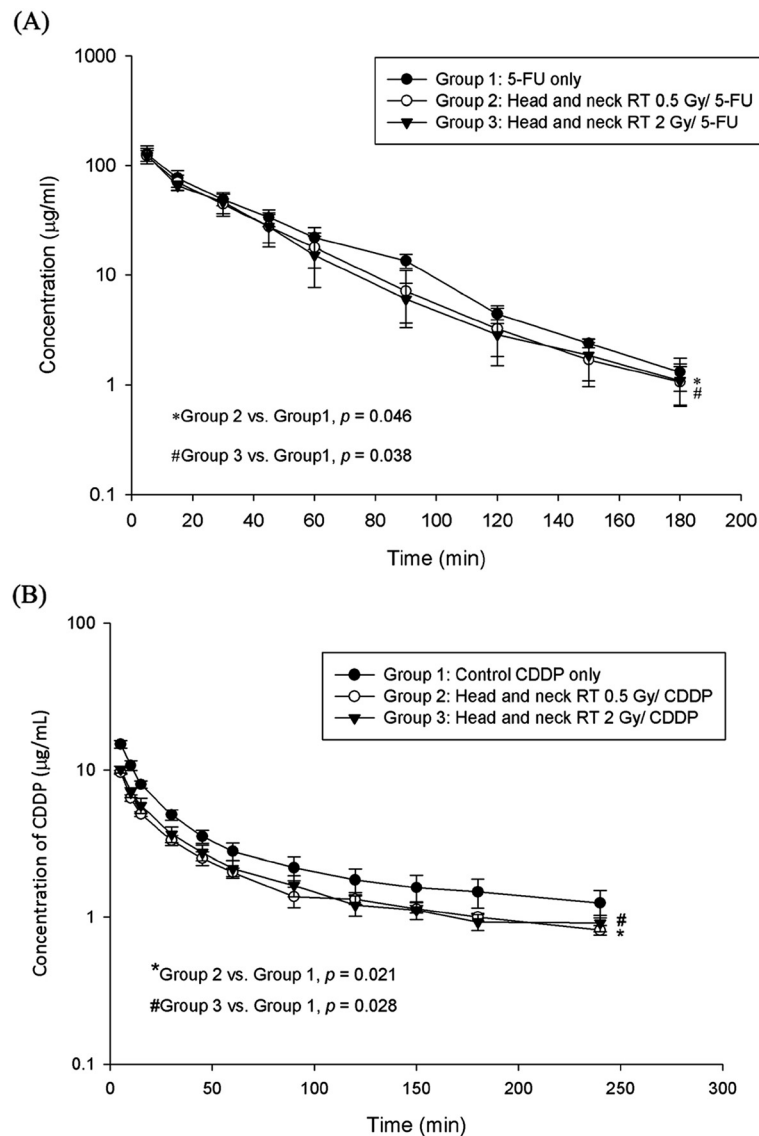 (A)
1000
100
10
1
0.1
Concentration (µg/ml)
Group 1: 5-FU only
Group 2: Head and neck RT 0.5 Gy/ 5-FU
Group 3: Head and neck RT 2 Gy/ 5-FU
*
#
*Group 2 vs. Group1, p = 0.046
#Group 3 vs. Group1, p = 0.038
0 20 40 60 80 100 120 140 160 180 200
Time (min)
(B)
100
10
1
0.1
Concentration of CDDP (µg/mL)
Group 1: Control CDDP only
Group 2: Head and neck RT 0.5 Gy/ CDDP
Group 3: Head and neck RT 2 Gy/ CDDP
#
*
*Group 2 vs. Group 1, p = 0.021
#Group 3 vs. Group 1, p = 0.028
0 50 100 150 200 250 300
Time (min)